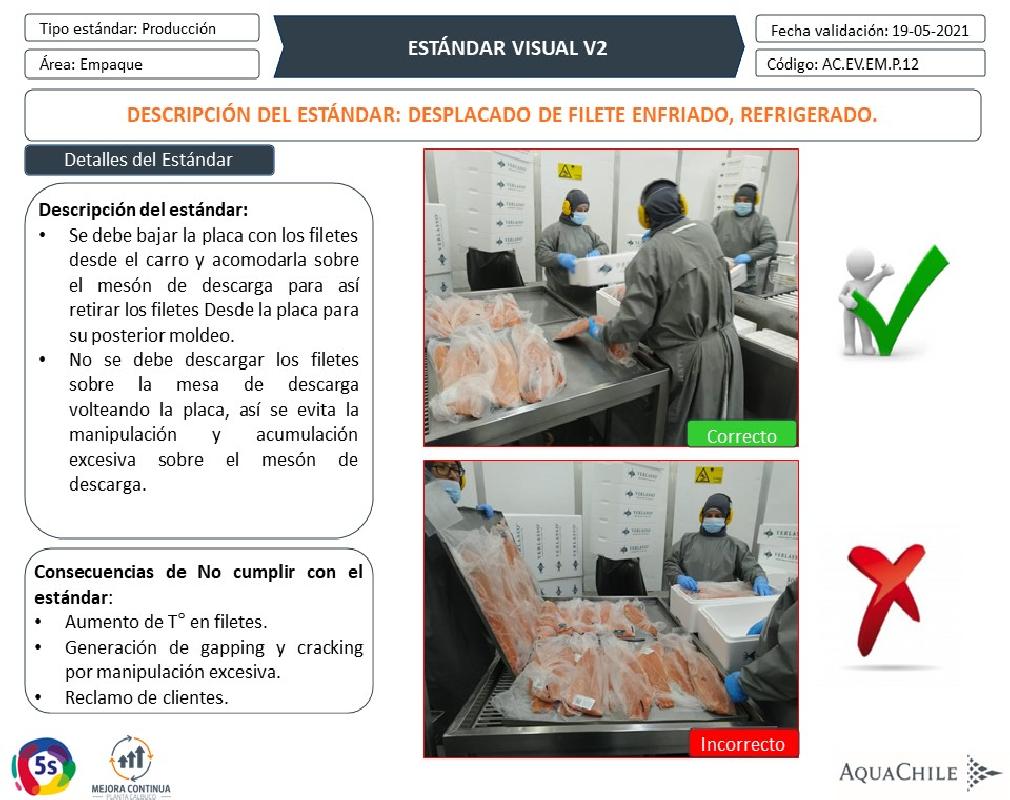 Tipo estándar: Producción
ESTÁNDAR VISUAL V2
Fecha validación: 19-05-2021
Área: Empaque
Código: AC.EV.EM.P.12
DESCRIPCIÓN DEL ESTÁNDAR: DESPLACADO DE FILETE ENFRIADO, REFRIGERADO.
Detalles del Estándar
Descripción del estándar:
• Se debe bajar la placa con los filetes
desde el carro y acomodarla sobre
el mesón de descarga para así
retirar los filetes Desde la placa para
su posterior moldeo.
• No se debe descargar los filetes
sobre la mesa de descarga
volteando la placa, así se evita la
manipulación y acumulación
excesiva sobre el mesón de
descarga.
Consecuencias de No cumplir con el
estándar:
• Aumento de T° en filetes.
• Generación de gapping y cracking
por manipulación excesiva.
• Reclamo de clientes.
VERLASSO
Correcto
VERLASSO
Incorrecto
5s
MEJORA CONTINUA
PLANTA CALBUCO
AQUACHILE